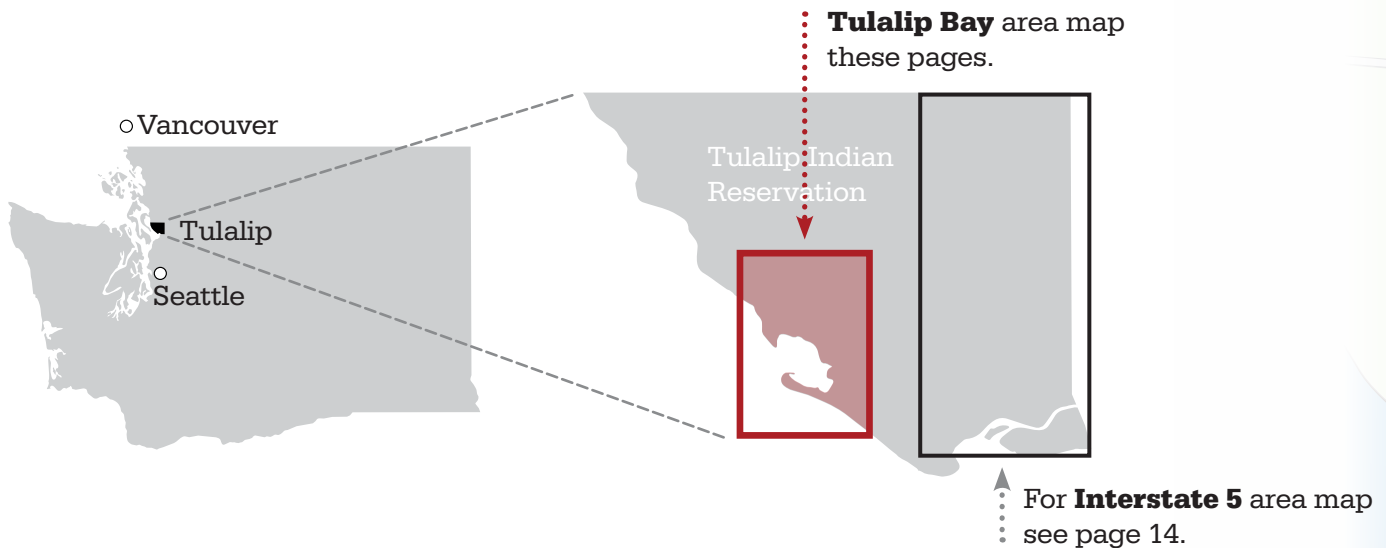 Tulalip Bay area map
these pages.
Vancouver
Tulalip Indian
Reservation
Tulalip
Seattle
For Interstate 5 area map
see page 14.